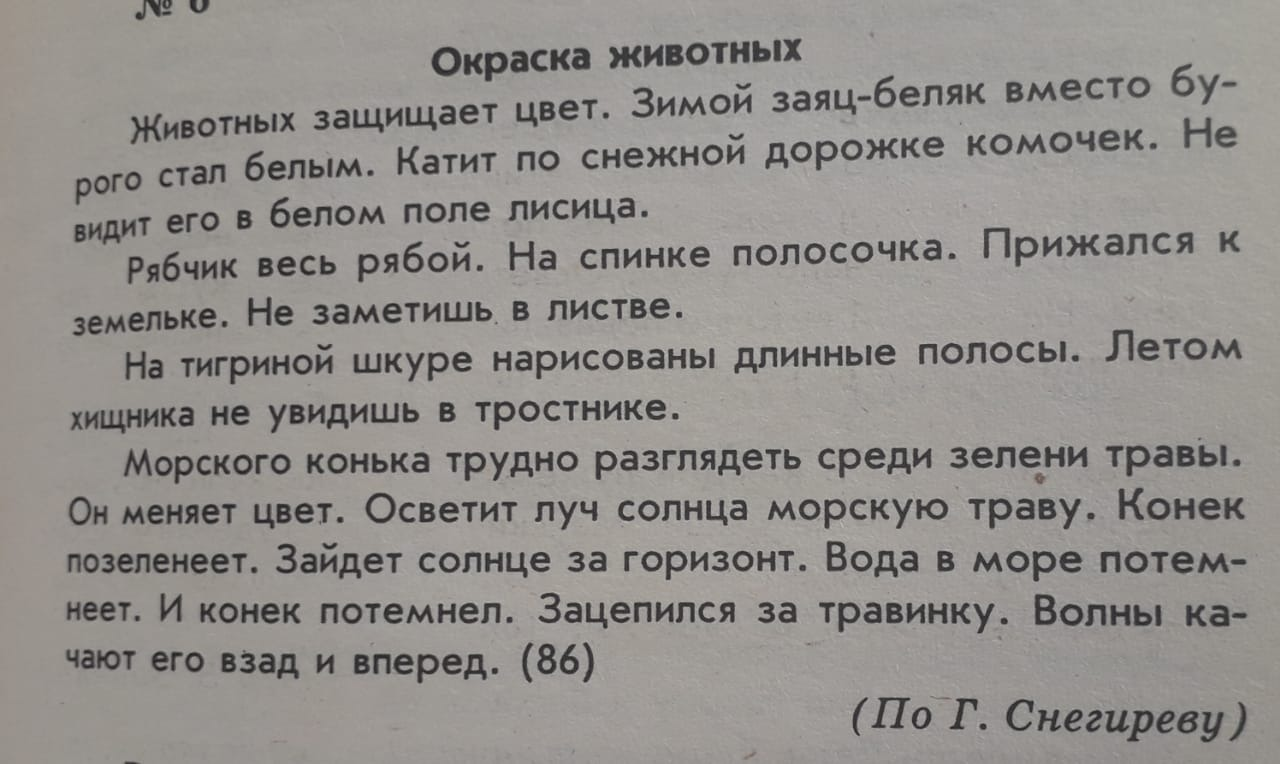 № 6
Окраска животных
Животных защищает цвет. Зимой заяц-беляк вместо бу-
рого стал белым. Катит по снежной дорожке комочек. Не
видит его в белом поле лисица.
Рябчик весь рябой. На спинке полосочка. Прижался к
земельке. Не заметишь в листве.
На тигриной шкуре нарисованы длинные полосы. Летом
хищника не увидишь в тростнике.
Морского конька трудно разглядеть среди зелени травы.
Он меняет цвет. Осветит луч солнца морскую траву. Конек
позеленеет. Зайдет солнце за горизонт. Вода в море потем-
неет. И конек потемнел. Зацепился за травинку. Волны ка-
чают его взад и вперед. (86)
(По Г. Снегиреву)